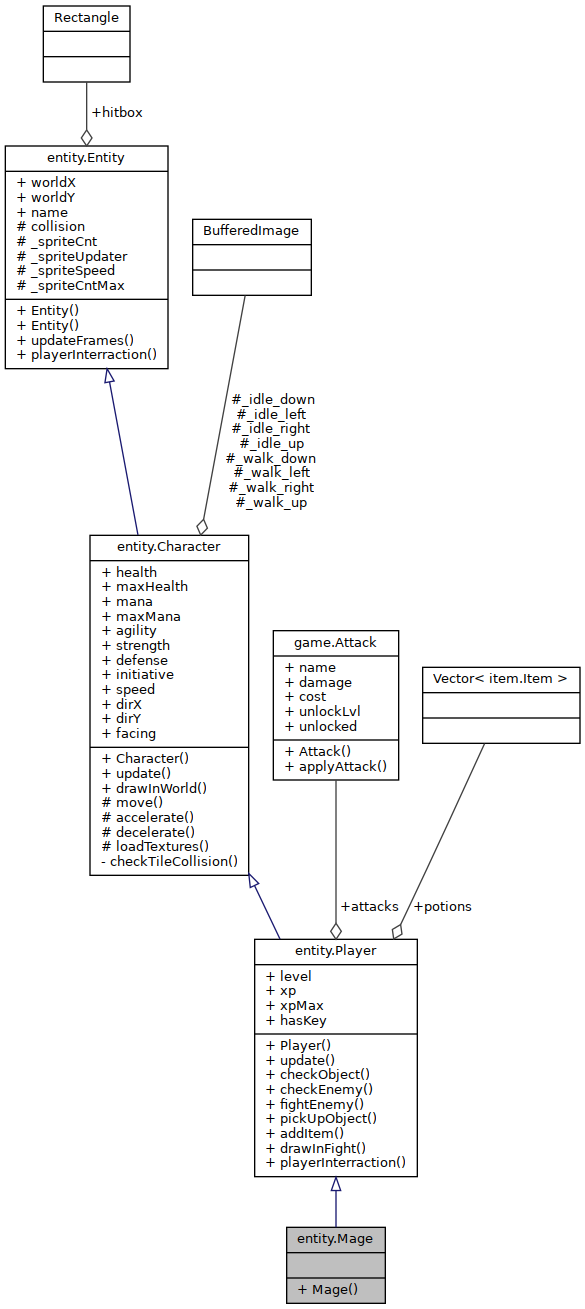 Rectangle
+hitbox
entity.Entity
+ worldX
+ worldY
+ name
# collision
# _spriteCnt
# _spriteUpdater
# _spriteSpeed
# _spriteCntMax
+ Entity()
+ Entity()
+ updateFrames()
+ playerInterraction()
BufferedImage
#_idle_down
#_idle_left
#_idle_right
#_idle_up
#_walk_down
#_walk_left
#_walk_right
#_walk_up
entity.Character
+ health
+ maxHealth
+ mana
+ maxMana
+ agility
+ strength
+ defense
+ initiative
+ speed
+ dirX
+ dirY
+ facing
+ Character()
+ update()
+ drawInWorld()
# move()
# accelerate()
# decelerate()
# loadTextures()
- checkTileCollision()
game.Attack
+ name
+ damage
+ cost
+ unlockLvl
+ unlocked
+ Attack()
+ applyAttack()
Vector< item.Item >
+attacks
+potions
entity.Player
+ level
+ xp
+ xpMax
+ hasKey
+ Player()
+ update()
+ checkObject()
+ checkEnemy()
+ fightEnemy()
+ pickUpObject()
+ addItem()
+ drawInFight()
+ playerInterraction()
entity.Mage
+ Mage()